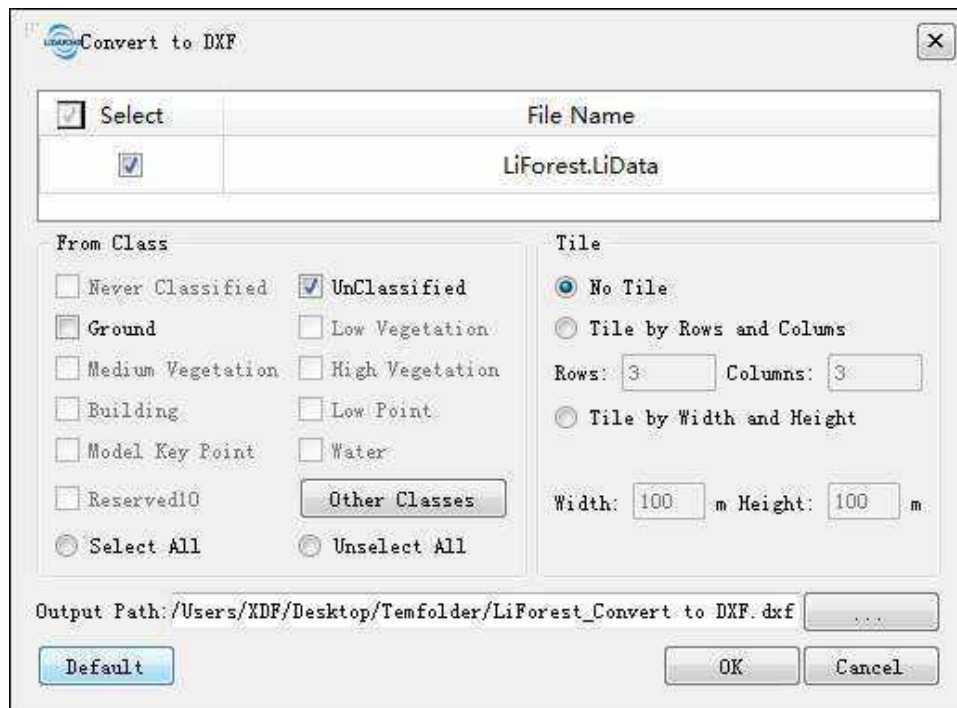 Convert to DXF
Select File Name
LiForest.LiData
From Class Tile
Never Classified UnClassified No Tile
Ground Low Vegetation Tile by Rows and Colums
Medium Vegetation High Vegetation Rows: 3 Columns: 3
Building Low Point Tile by Width and Height
Model Key Point Water
Reserved10 Other Classes Width: 100 m Height: 100 m
Select All Unselect All
Output Path: /Users/XDF/Desktop/Temfolder/LiForest_Convert to DXF.dxf ...
Default OK Cancel